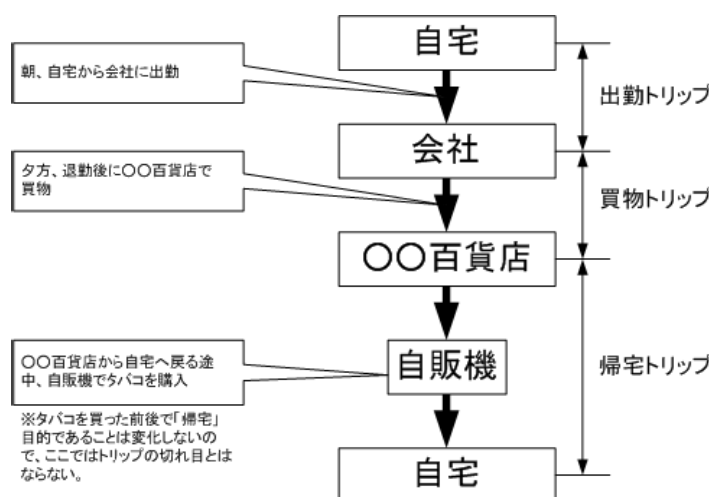 自宅
朝、自宅から会社に出勤
出勤トリップ
会社
夕方、退勤後に〇〇百貨店で
買物
買物トリップ
〇〇百貨店
〇〇百貨店から自宅へ戻る途
中、自販機でタバコを購入
自販機
帰宅トリップ
※タバコを買った前後で「帰宅」
目的であることは変化しないの
で、ここではトリップの切れ目とは
ならない。
自宅